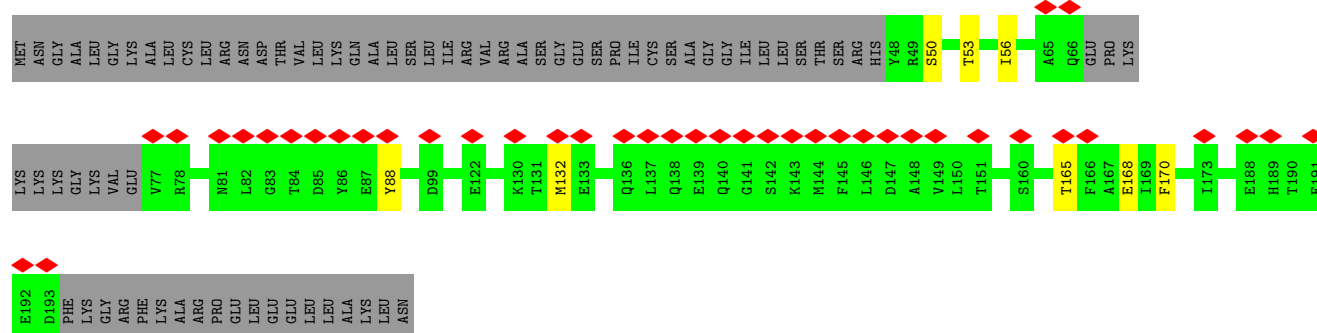 MET ASN GLY ALA LEU GLY LYS ALA LEU CYS LEU ARG ASN ASP THR VAL LEU LYS GLN ALA LEU SER LEU ILE ARG VAL ARG ALA SER GLY GLU SER PRO ILE CYS SER ALA GLY GLY ILE LEU LEU SER THR SER ARG HIS Y48 R49 S50 T53 I56 A65 Q66 GLU PRO LYS
LYS LYS LYS GLY LYS VAL GLU V77 R78 N81 L82 G83 T84 D85 Y86 E87 Y88 D99 E122 K130 T131 M132 E133 Q136 L137 Q138 E139 Q140 G141 S142 K143 M144 F145 L146 D147 A148 V149 L150 T151 S160 T165 F166 A167 E168 I169 F170 I173 E188 H189 T190 E191
E192 D193 PHE LYS GLY ARG PHE LYS ALA ARG PRO GLU LEU GLU GLU LEU LEU ALA LYS LEU ASN